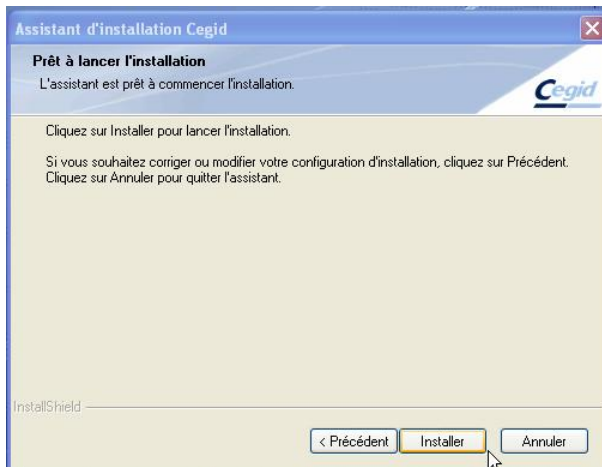 Assistant d'installation Cegid
Prêt à lancer l'installation
L'assistant est prêt à commencer l'installation.
Cegid
Cliquez sur Installer pour lancer l'installation.
Si vous souhaitez corriger ou modifier votre configuration d'installation, cliquez sur Précédent.
Cliquez sur Annuler pour quitter l'assistant.
InstallShield
< Précédent Installer Annuler